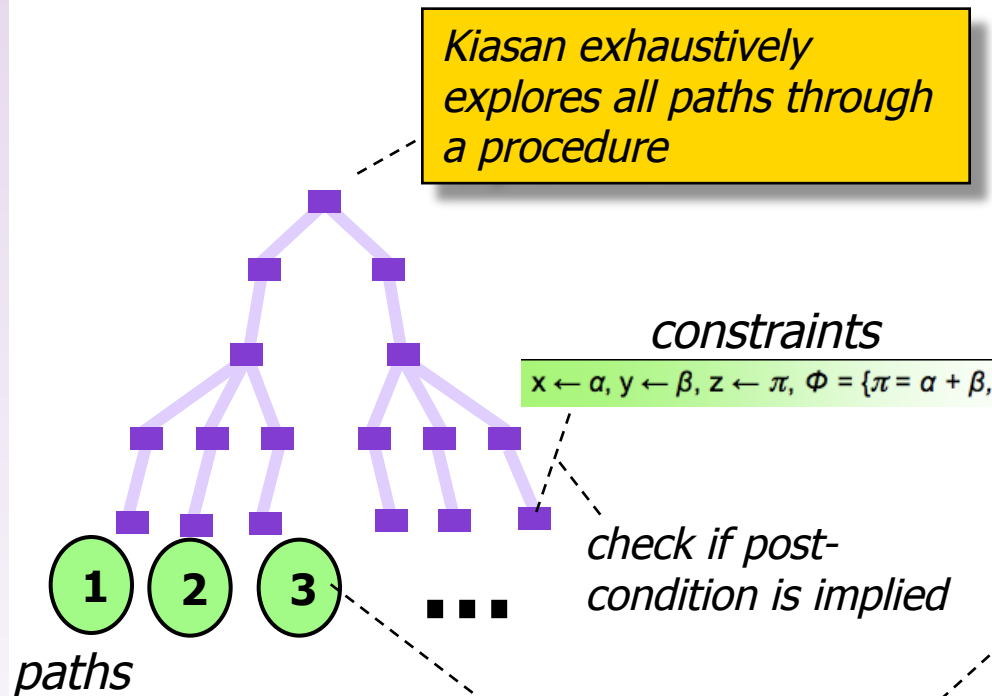 Kiasan exhaustively
explores all paths through
a procedure
constraints
x ← α, y ← β, z ← π, Φ = {π = α + β,
check if post-
condition is implied
1 2 3 ...
paths